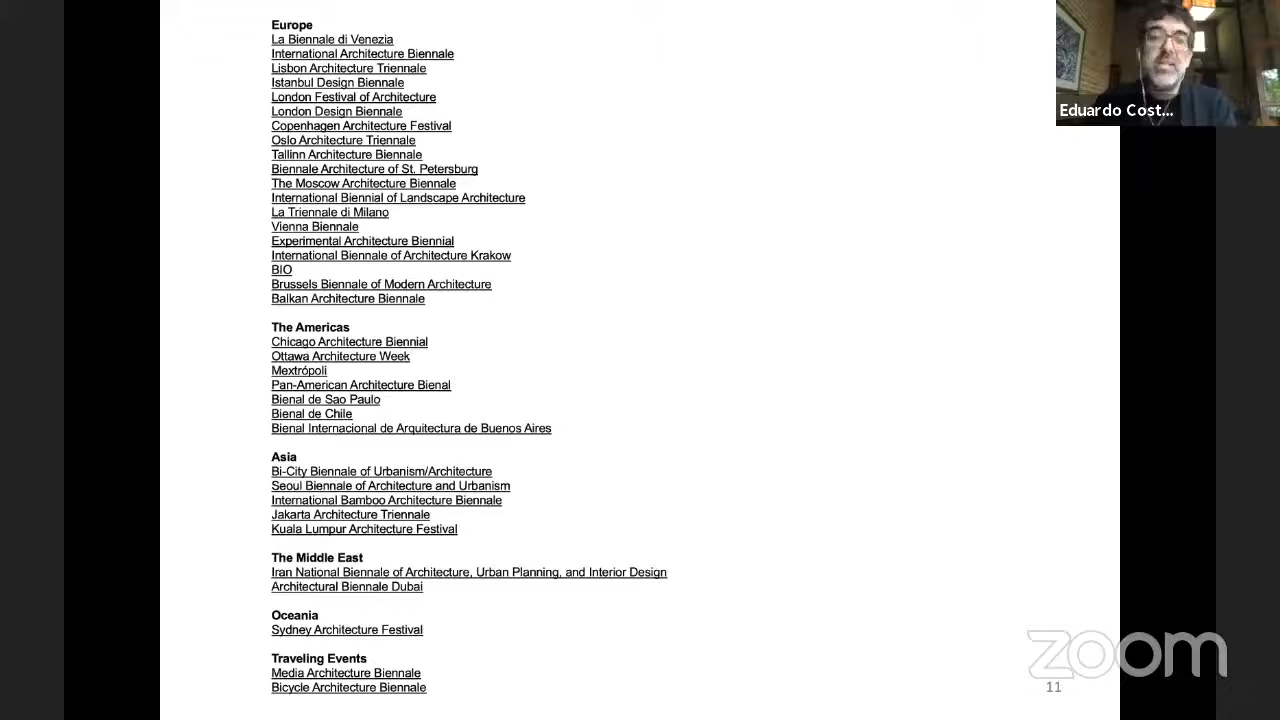 Europe
La Biennale di Venezia
International Architecture Biennale
Lisbon Architecture Triennale
Istanbul Design Biennale
London Festival of Architecture
London Design Biennale
Copenhagen Architecture Festival
Oslo Architecture Triennale
Tallinn Architecture Biennale
Biennale Architecture of St. Petersburg
The Moscow Architecture Biennale
International Biennial of Landscape Architecture
La Triennale di Milano
Vienna Biennale
Experimental Architecture Biennial
International Biennale of Architecture Krakow
BIO
Brussels Biennale of Modern Architecture
Balkan Architecture Biennale
The Americas
Chicago Architecture Biennial
Ottawa Architecture Week
Mextrópoli
Pan-American Architecture Bienal
Bienal de Sao Paulo
Bienal de Chile
Bienal Internacional de Arquitectura de Buenos Aires
Asia
Bi-City Biennale of Urbanism/Architecture
Seoul Biennale of Architecture and Urbanism
International Bamboo Architecture Biennale
Jakarta Architecture Triennale
Kuala Lumpur Architecture Festival
The Middle East
Iran National Biennale of Architecture, Urban Planning, and Interior Design
Architectural Biennale Dubai
Oceania
Sydney Architecture Festival
Traveling Events
Media Architecture Biennale
Bicycle Architecture Biennale
Eduardo Cost...
zoom
11